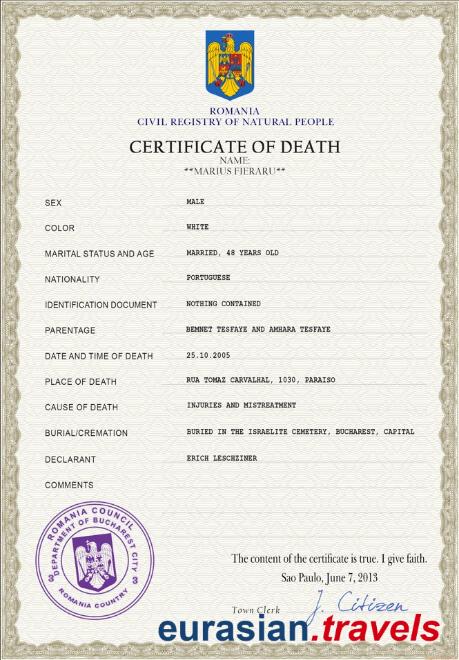 ROMANIA
CIVIL REGISTRY OF NATURAL PEOPLE
CERTIFICATE OF DEATH
NAME:
**MARIUS FIERARU**
SEX MALE
COLOR WHITE
MARITAL STATUS AND AGE MARRIED, 48 YEARS OLD
NATIONALITY PORTUGUESE
IDENTIFICATION DOCUMENT NOTHING CONTAINED
PARENTAGE BEMNET TESFAYE AND AMHARA TESFAYE
DATE AND TIME OF DEATH 25.10.2005
PLACE OF DEATH RUA TOMAZ CARVALHAL, 1030, PARAISO
CAUSE OF DEATH INJURIES AND MISTREATMENT
BURIAL/CREMATION BURIED IN THE ISRAELITE CEMETERY, BUCHAREST, CAPITAL
DECLARANT ERICH LESCHZINER
COMMENTS
ROMANIA COUNCIL
DEPARTMENT OF BUCHAREST CITY
3 3
ROMANIA COUNTRY
The content of the certificate is true. I give faith.
Sao Paulo, June 7, 2013
Town Clerk J. Citizen
eurasian.travels